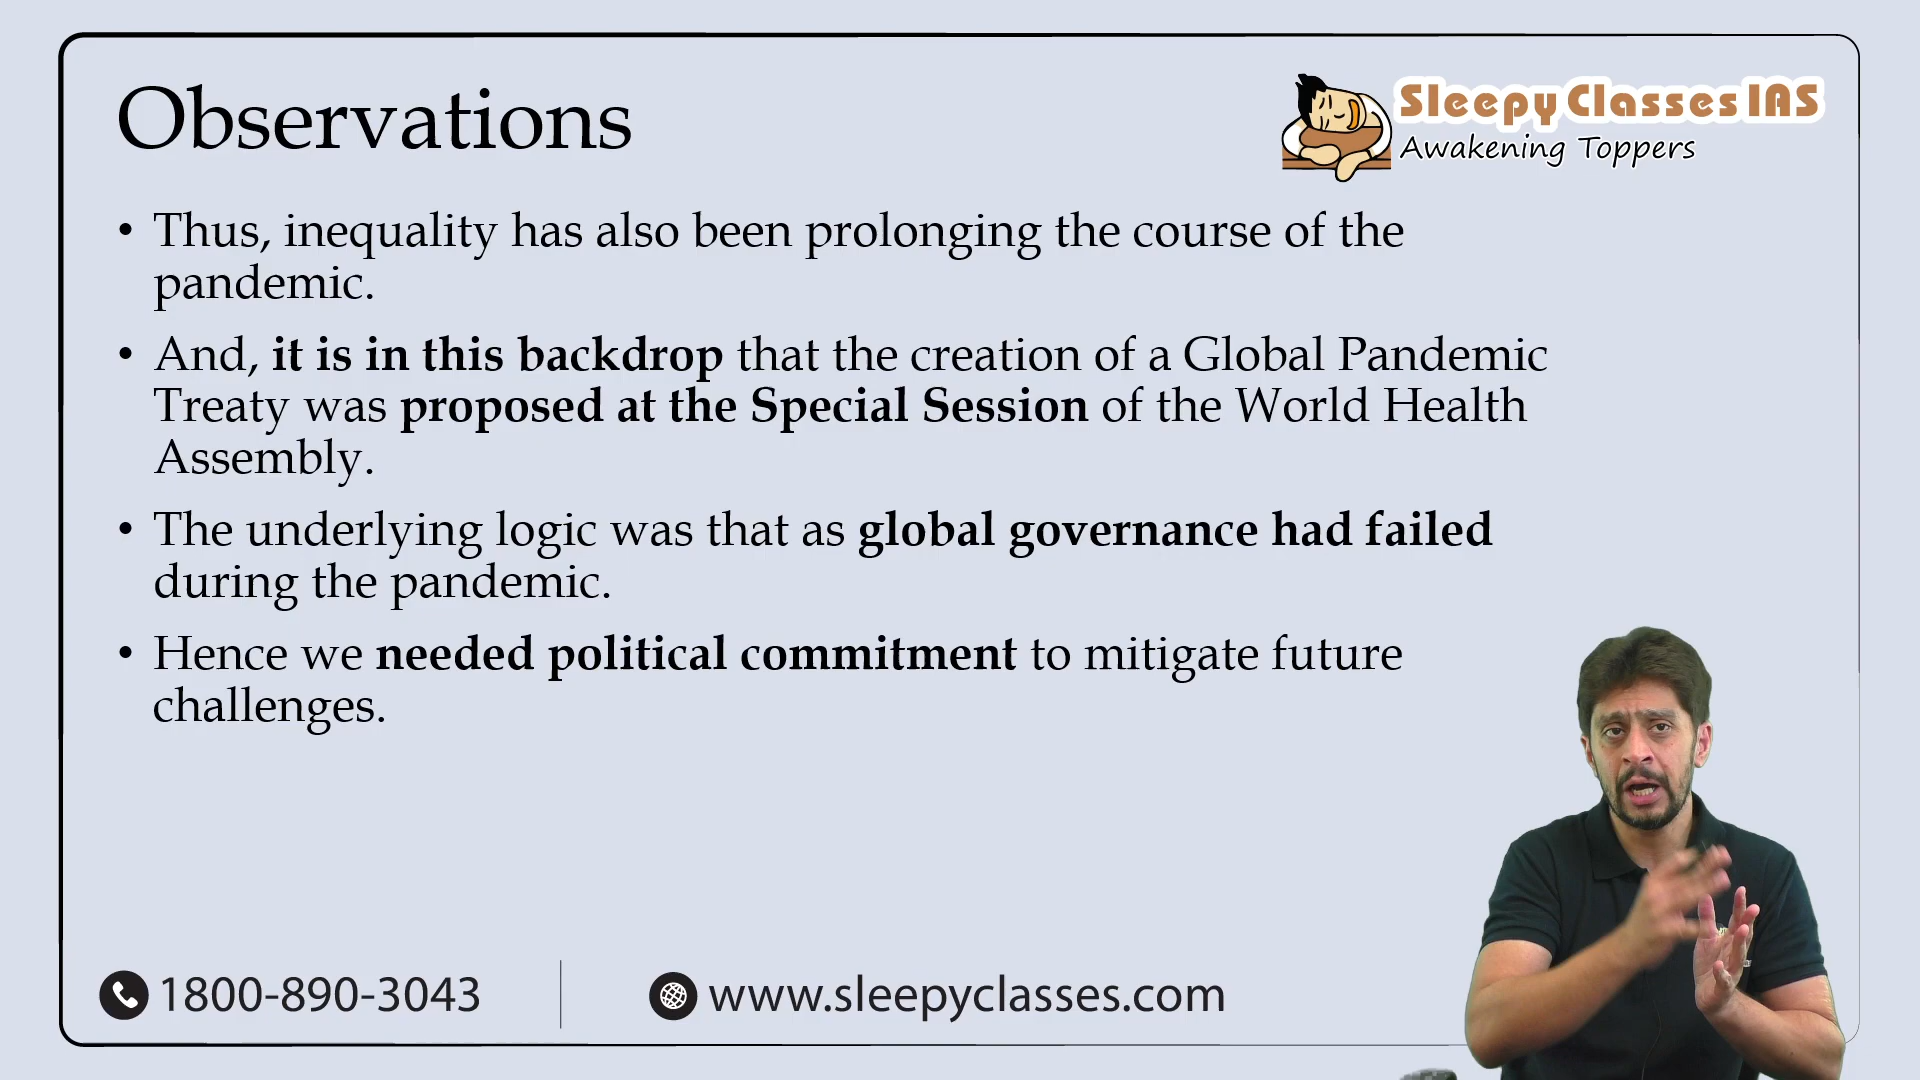 Observations
Sleepy Classes IAS
Awakening Toppers
• Thus, inequality has also been prolonging the course of the
pandemic.
• And, it is in this backdrop that the creation of a Global Pandemic
Treaty was proposed at the Special Session of the World Health
Assembly.
• The underlying logic was that as global governance had failed
during the pandemic.
• Hence we needed political commitment to mitigate future
challenges.
1800-890-3043
www.sleepyclasses.com